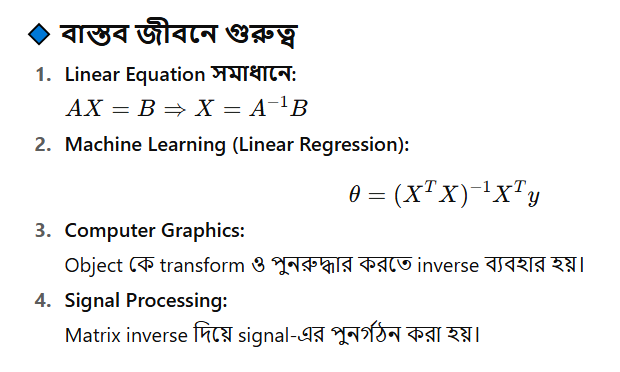 🔷 বাস্তব জীবনে গুরুত্ব
1. Linear Equation সমাধানে:
AX = B ⇒ X = A⁻¹B
2. Machine Learning (Linear Regression):
θ = (XᵀX)⁻¹Xᵀy
3. Computer Graphics:
Object কে transform ও পুনরুদ্ধার করতে inverse ব্যবহার হয়।
4. Signal Processing:
Matrix inverse দিয়ে signal-এর পুনর্গঠন করা হয়।